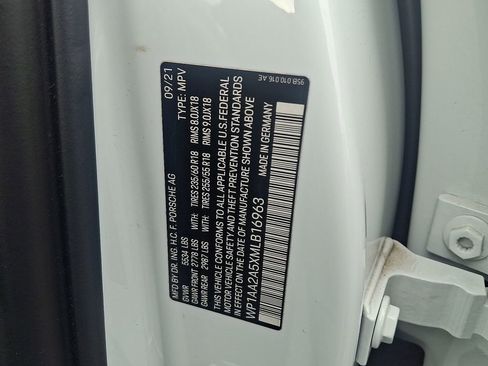 MFD BY DR. ING. H.C. F. PORSCHE AG 09/21
GVWR 5534 LBS TYPE: MPV
GAWR FRONT 2778 LBS WITH TIRES 235/60 R18 RIMS 8.0JX18
GAWR REAR 2987 LBS WITH TIRES 255/55 R18 RIMS 9.0JX18
THIS VEHICLE CONFORMS TO ALL APPLICABLE U.S. FEDERAL
MOTOR VEHICLE SAFETY AND THEFT PREVENTION STANDARDS
IN EFFECT ON THE DATE OF MANUFACTURE SHOWN ABOVE
WP1AA2A5XMLB16963 MADE IN GERMANY
95B.010.016 AE